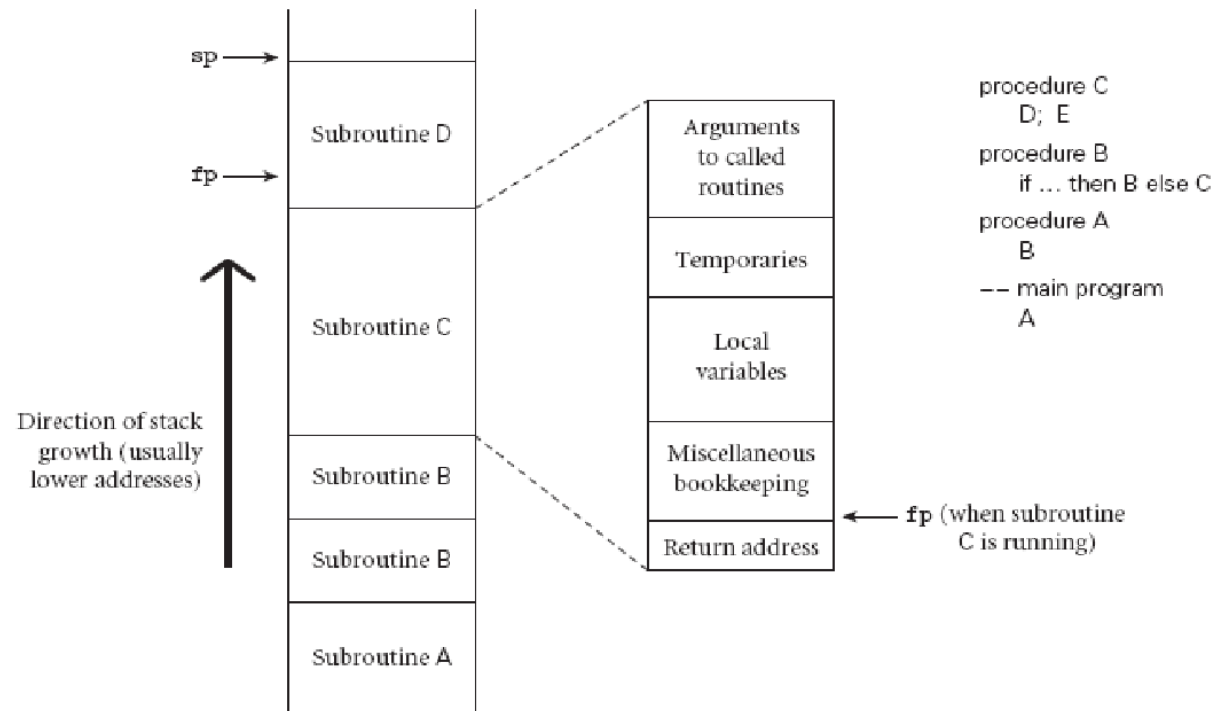 sp
Subroutine D
fp
Subroutine C
Direction of stack
growth (usually
lower addresses)
Subroutine B
Subroutine B
Subroutine A
Arguments
to called
routines
Temporaries
Local
variables
Miscellaneous
bookkeeping
Return address
fp (when subroutine
C is running)
procedure C
D; E
procedure B
if ... then B else C
procedure A
B
−− main program
A